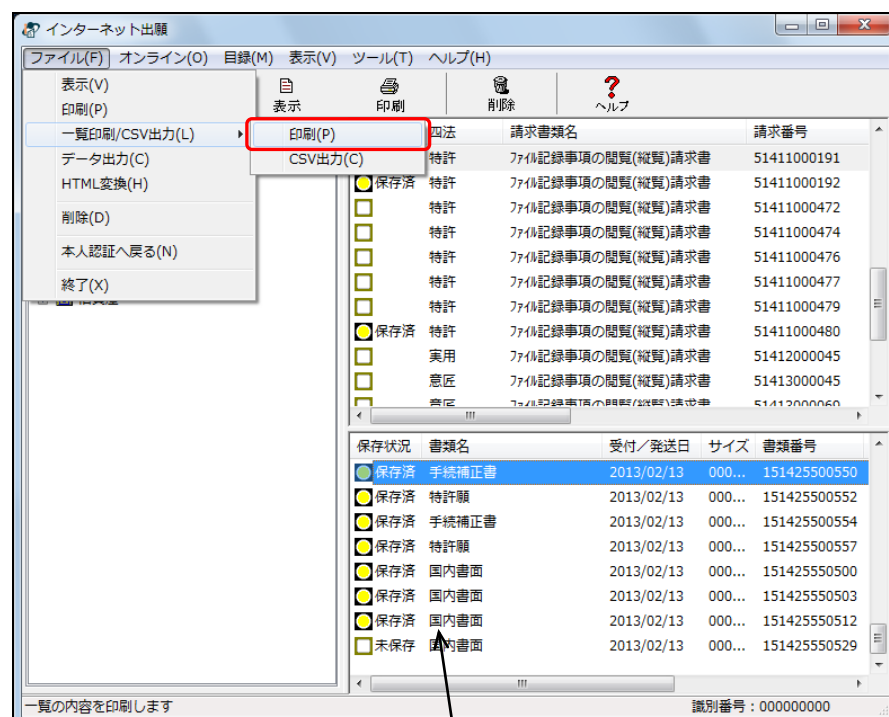 インターネット出願
ファイル(F) オンライン(O) 目録(M) 表示(V) ツール(T) ヘルプ(H)
表示 印刷 削除 ヘルプ
表示(V)
印刷(P)
一覧印刷/CSV出力(L)
データ出力(C)
HTML変換(H)
削除(D)
本人認証へ戻る(N)
終了(X)
印刷(P)
CSV出力(C)
四法 請求書類名 請求番号
特許 ファイル記録事項の閲覧(縦覧)請求書 51411000191
保存済 特許 ファイル記録事項の閲覧(縦覧)請求書 51411000192
特許 ファイル記録事項の閲覧(縦覧)請求書 51411000472
特許 ファイル記録事項の閲覧(縦覧)請求書 51411000474
特許 ファイル記録事項の閲覧(縦覧)請求書 51411000476
特許 ファイル記録事項の閲覧(縦覧)請求書 51411000477
特許 ファイル記録事項の閲覧(縦覧)請求書 51411000479
保存済 特許 ファイル記録事項の閲覧(縦覧)請求書 51411000480
実用 ファイル記録事項の閲覧(縦覧)請求書 51412000045
意匠 ファイル記録事項の閲覧(縦覧)請求書 51413000045
意匠 ファイル記録事項の閲覧(縦覧)請求書 51413000069
保存状況 書類名 受付/発送日 サイズ 書類番号
保存済 手続補正書 2013/02/13 000... 151425500550
保存済 特許願 2013/02/13 000... 151425500552
保存済 手続補正書 2013/02/13 000... 151425500554
保存済 特許願 2013/02/13 000... 151425500557
保存済 国内書面 2013/02/13 000... 151425550500
保存済 国内書面 2013/02/13 000... 151425550503
保存済 国内書面 2013/02/13 000... 151425550512
未保存 国内書面 2013/02/13 000... 151425550529
一覧の内容を印刷します 識別番号:000000000